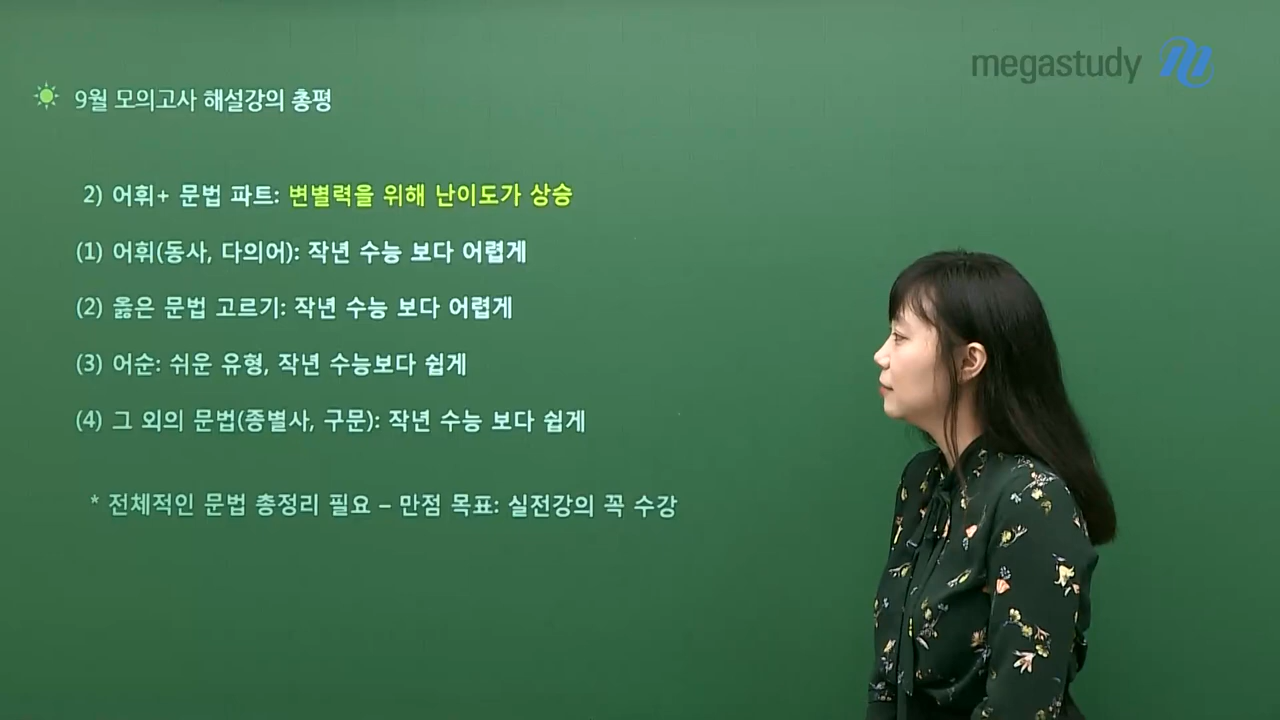 megastudy
9월 모의고사 해설강의 총평
2) 어휘+ 문법 파트: 변별력을 위해 난이도가 상승
(1) 어휘(동사, 다의어): 작년 수능 보다 어렵게
(2) 옳은 문법 고르기: 작년 수능 보다 어렵게
(3) 어순: 쉬운 유형, 작년 수능보다 쉽게
(4) 그 외의 문법(종별사, 구문): 작년 수능 보다 쉽게
* 전체적인 문법 총정리 필요 – 만점 목표: 실전강의 꼭 수강